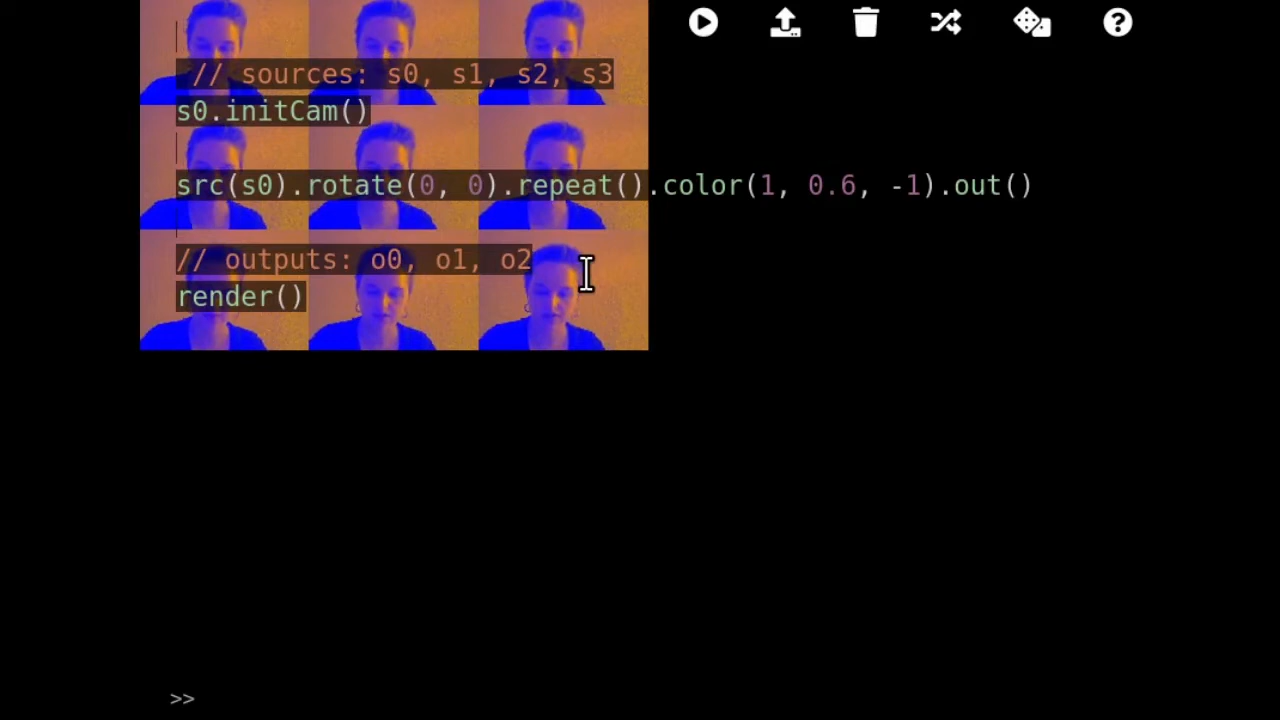 // sources: s0, s1, s2, s3
s0.initCam()
src(s0).rotate(0, 0).repeat().color(1, 0.6, -1).out()
// outputs: o0, o1, o2
render()
>>